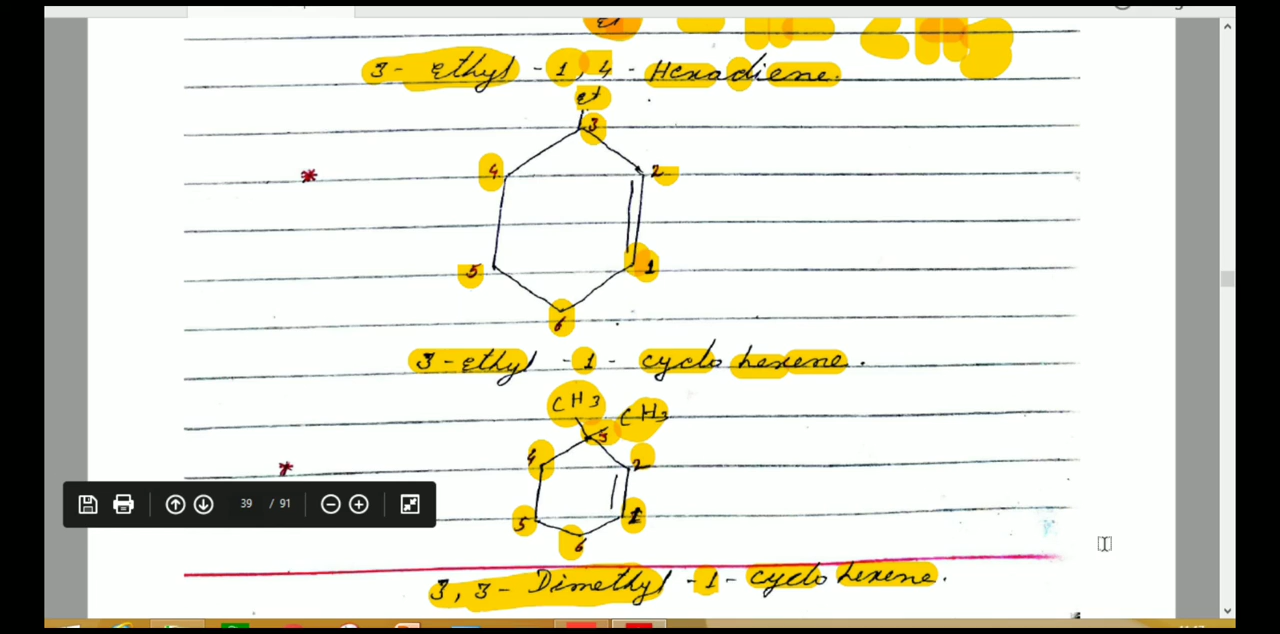 Et
3- Ethyl -1,4 - Hexadiene.
et
3
4
2
5
1
6
3-ethyl -1- cyclo hexene.
CH3
CH3
3
4
2
39 / 91
5
1
6
3,3- Dimethyl -1- cyclo hexene.